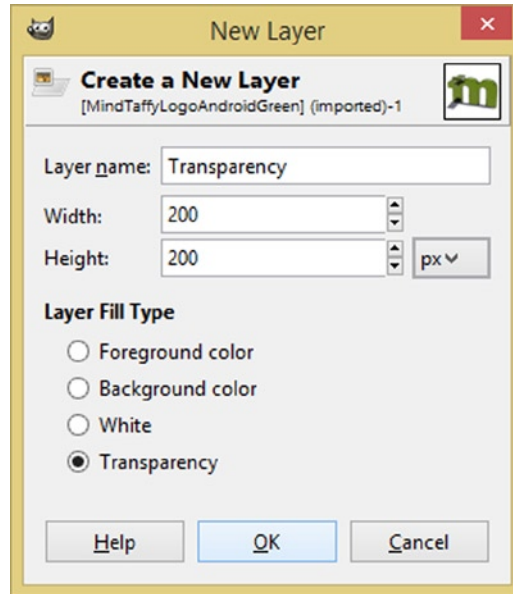 New Layer
Create a New Layer
[MindTaffyLogoAndroidGreen] (imported)-1
m
Layer name: Transparency
Width: 200
Height: 200 px
Layer Fill Type
Foreground color
Background color
White
Transparency
Help OK Cancel